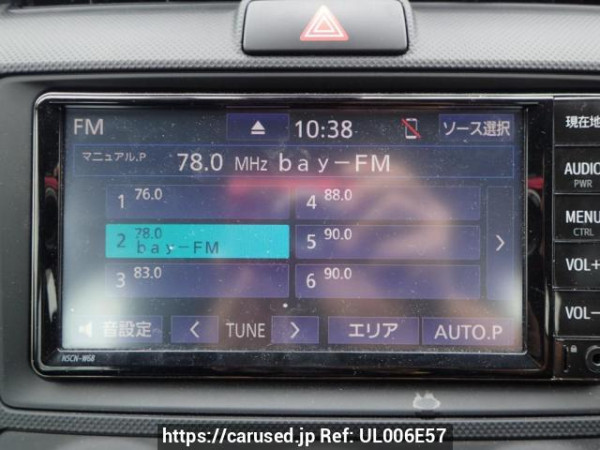 FM 10:38 ソース選択
現在地
マニュアル.P 78.0 MHz bay-FM
AUDIO
PWR
1 76.0 4 88.0
2 78.0 bay-FM 5 90.0
MENU
CTRL
3 83.0 6 90.0
VOL+
VOL-
音設定 < TUNE > エリア AUTO.P
NSCN-W68
https://carused.jp Ref: UL006E57